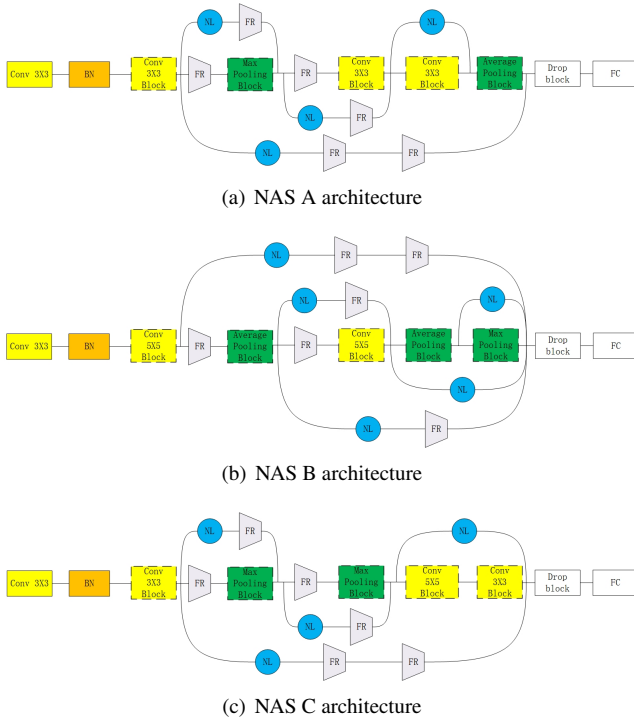 NL
FR
NL
Conv 3X3
BN
Conv
3X3
Block
FR
Max
Pooling
Block
FR
Conv
3X3
Block
Conv
3X3
Block
Average
Pooling
Block
Drop
block
FC
NL
FR
NL
FR
FR
(a) NAS A architecture
NL
FR
FR
NL
FR
NL
Conv 3X3
BN
Conv
5X5
Block
FR
Average
Pooling
Block
FR
Conv
5X5
Block
Average
Pooling
Block
Max
Pooling
Block
Drop
block
FC
NL
NL
FR
(b) NAS B architecture
NL
FR
NL
Conv 3X3
BN
Conv
3X3
Block
FR
Max
Pooling
Block
FR
Max
Pooling
Block
Conv
5X5
Block
Conv
3X3
Block
Drop
block
FC
NL
FR
NL
FR
FR
(c) NAS C architecture